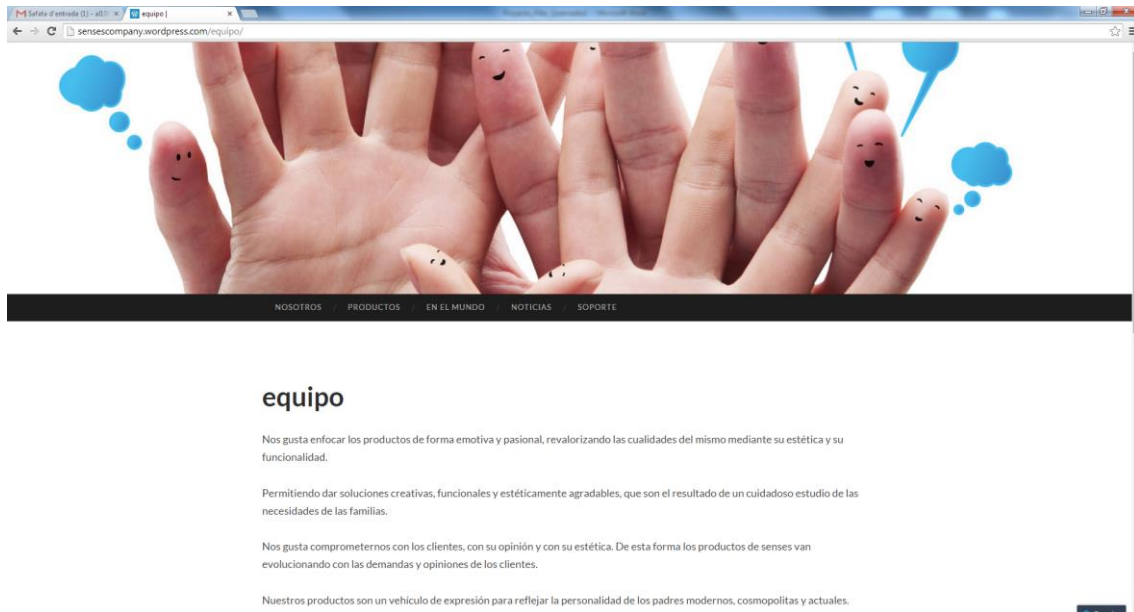 Safata d'entrada (1) - al1
equipo |
sensescompany.wordpress.com/equipo/
NOSOTROS / PRODUCTOS / EN EL MUNDO / NOTICIAS / SOPORTE
equipo
Nos gusta enfocar los productos de forma emotiva y pasional, revalorizando las cualidades del mismo mediante su estética y su
funcionalidad.
Permitiendo dar soluciones creativas, funcionales y estéticamente agradables, que son el resultado de un cuidadoso estudio de las
necesidades de las familias.
Nos gusta comprometernos con los clientes, con su opinión y con su estética. De esta forma los productos de senses van
evolucionando con las demandas y opiniones de los clientes.
Nuestros productos son un vehículo de expresión para reflejar la personalidad de los padres modernos, cosmopolitas y actuales.